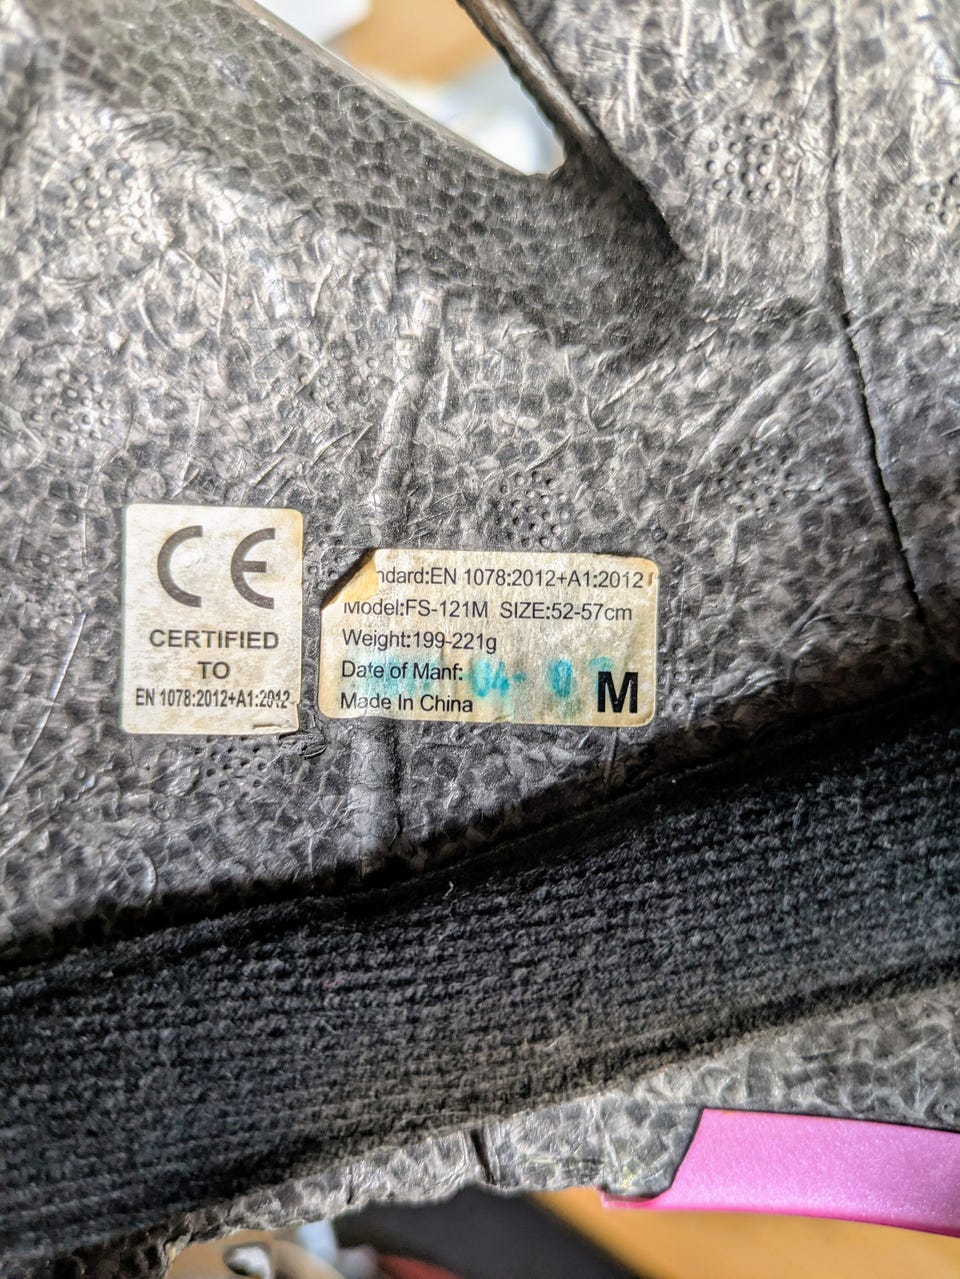 CE
CERTIFIED
TO
EN 1078:2012+A1:2012
ndard:EN 1078:2012+A1:2012
Model:FS-121M SIZE:52-57cm
Weight:199-221g
Date of Manf: 04-
Made In China
M